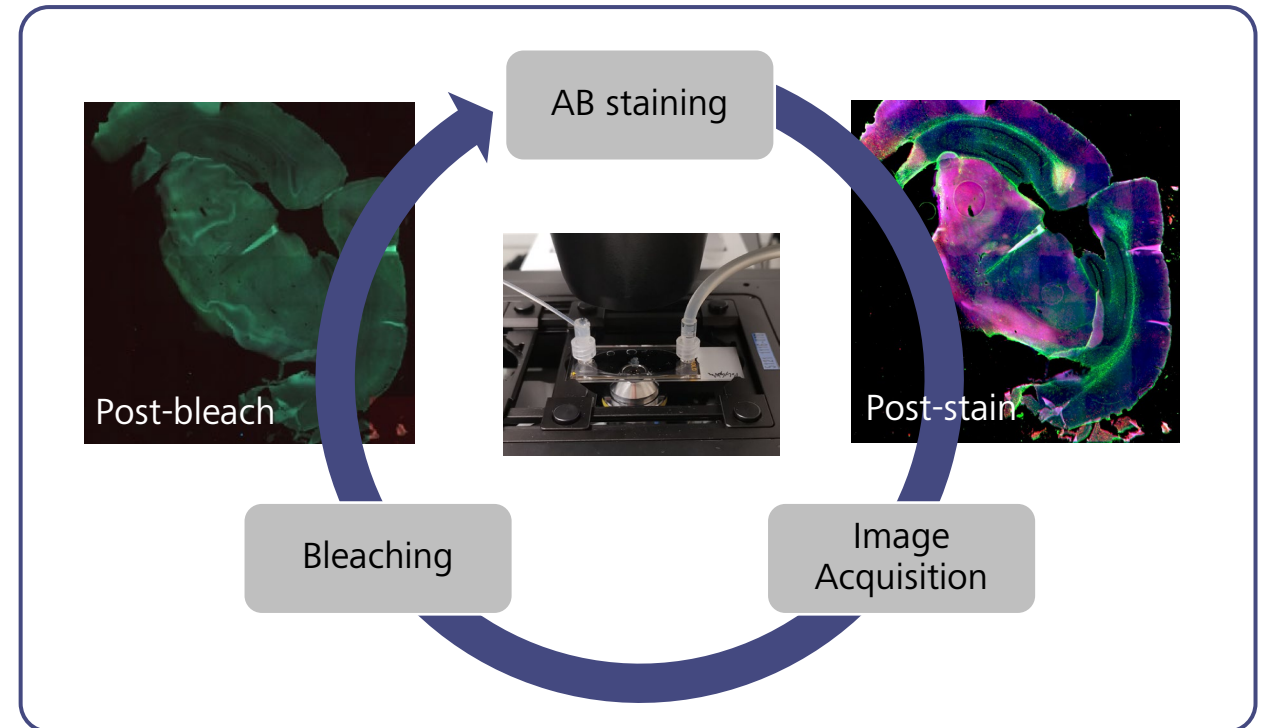 AB staining
Post-bleach
Post-stain
Bleaching
Image
Acquisition